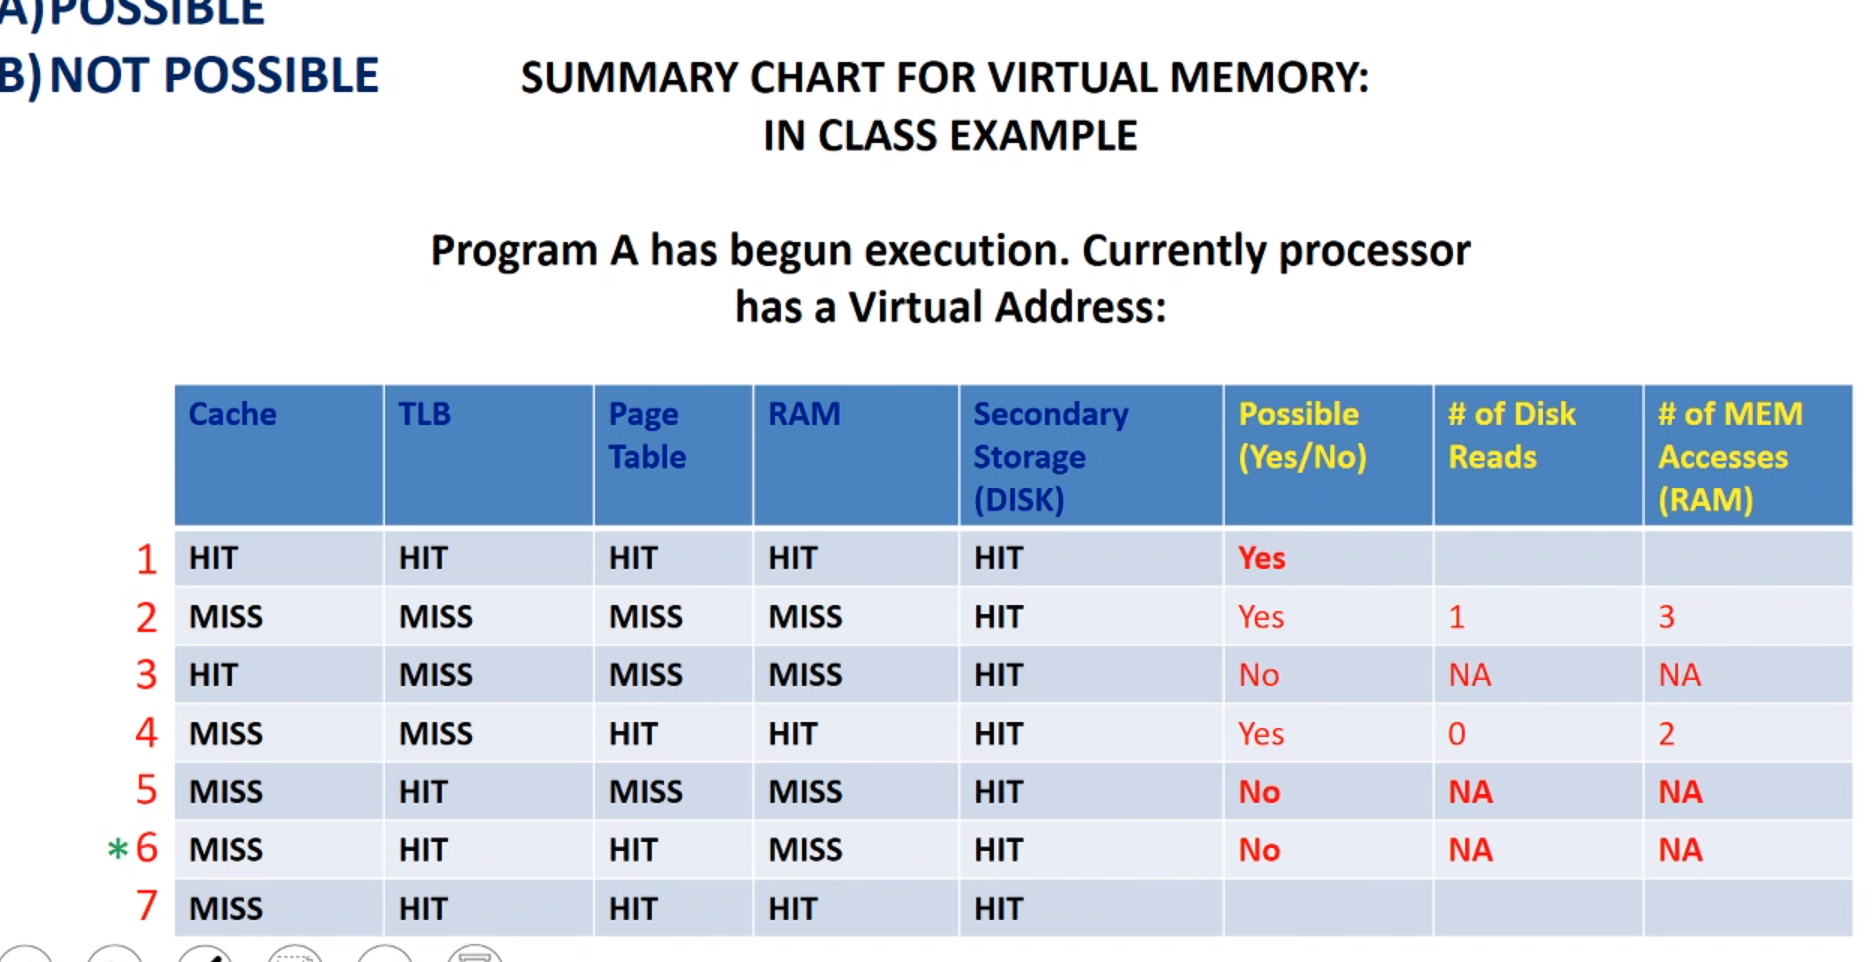 A) POSSIBLE
B) NOT POSSIBLE
SUMMARY CHART FOR VIRTUAL MEMORY:
IN CLASS EXAMPLE
Program A has begun execution. Currently processor
has a Virtual Address:
Cache TLB Page Table RAM Secondary Storage (DISK) Possible (Yes/No) # of Disk Reads # of MEM Accesses (RAM)
1 HIT HIT HIT HIT HIT Yes
2 MISS MISS MISS MISS HIT Yes 1 3
3 HIT MISS MISS MISS HIT No NA NA
4 MISS MISS HIT HIT HIT Yes 0 2
5 MISS HIT MISS MISS HIT No NA NA
*6 MISS HIT HIT MISS HIT No NA NA
7 MISS HIT HIT HIT HIT